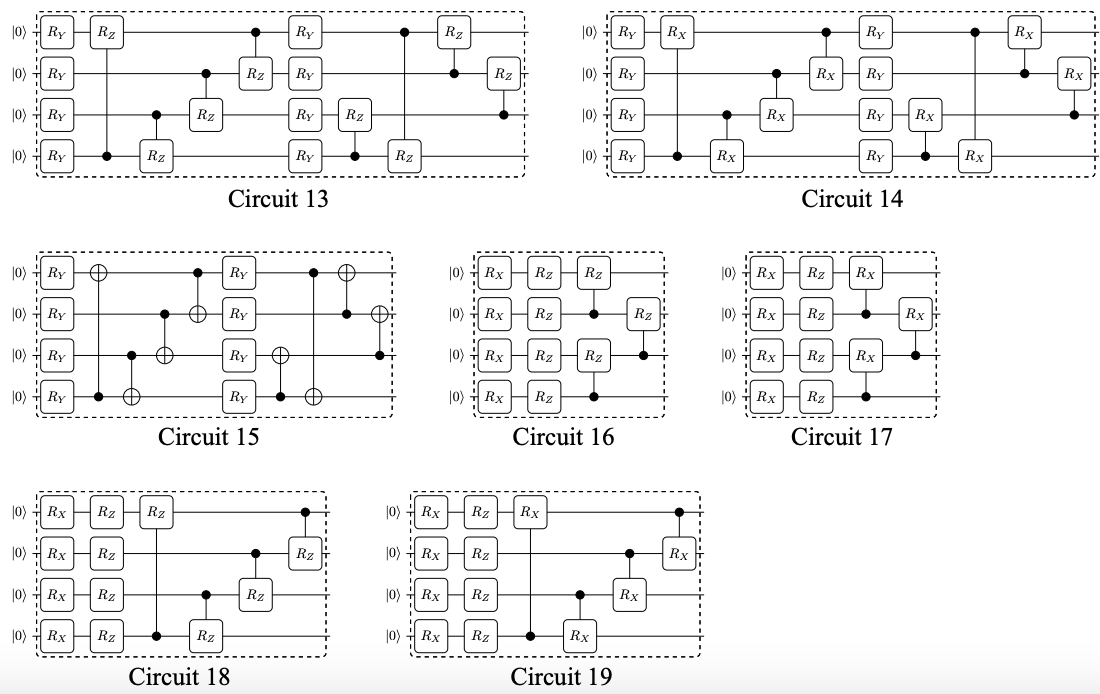 |0⟩ R_Y R_Z R_Y R_Z
|0⟩ R_Y R_Z R_Y R_Z
|0⟩ R_Y R_Z R_Y R_Z
|0⟩ R_Y R_Z R_Y R_Z
Circuit 13
|0⟩ R_Y R_X R_Y R_X
|0⟩ R_Y R_X R_Y R_X
|0⟩ R_Y R_X R_Y R_X
|0⟩ R_Y R_X R_Y R_X
Circuit 14
|0⟩ R_Y R_Y
|0⟩ R_Y R_Y
|0⟩ R_Y R_Y
|0⟩ R_Y R_Y
Circuit 15
|0⟩ R_X R_Z R_Z
|0⟩ R_X R_Z R_Z
|0⟩ R_X R_Z R_Z
|0⟩ R_X R_Z
Circuit 16
|0⟩ R_X R_Z R_X
|0⟩ R_X R_Z R_X
|0⟩ R_X R_Z R_X
|0⟩ R_X R_Z
Circuit 17
|0⟩ R_X R_Z R_Z
|0⟩ R_X R_Z R_Z
|0⟩ R_X R_Z R_Z
|0⟩ R_X R_Z R_Z
Circuit 18
|0⟩ R_X R_Z R_X
|0⟩ R_X R_Z R_X
|0⟩ R_X R_Z R_X
|0⟩ R_X R_Z R_X
Circuit 19